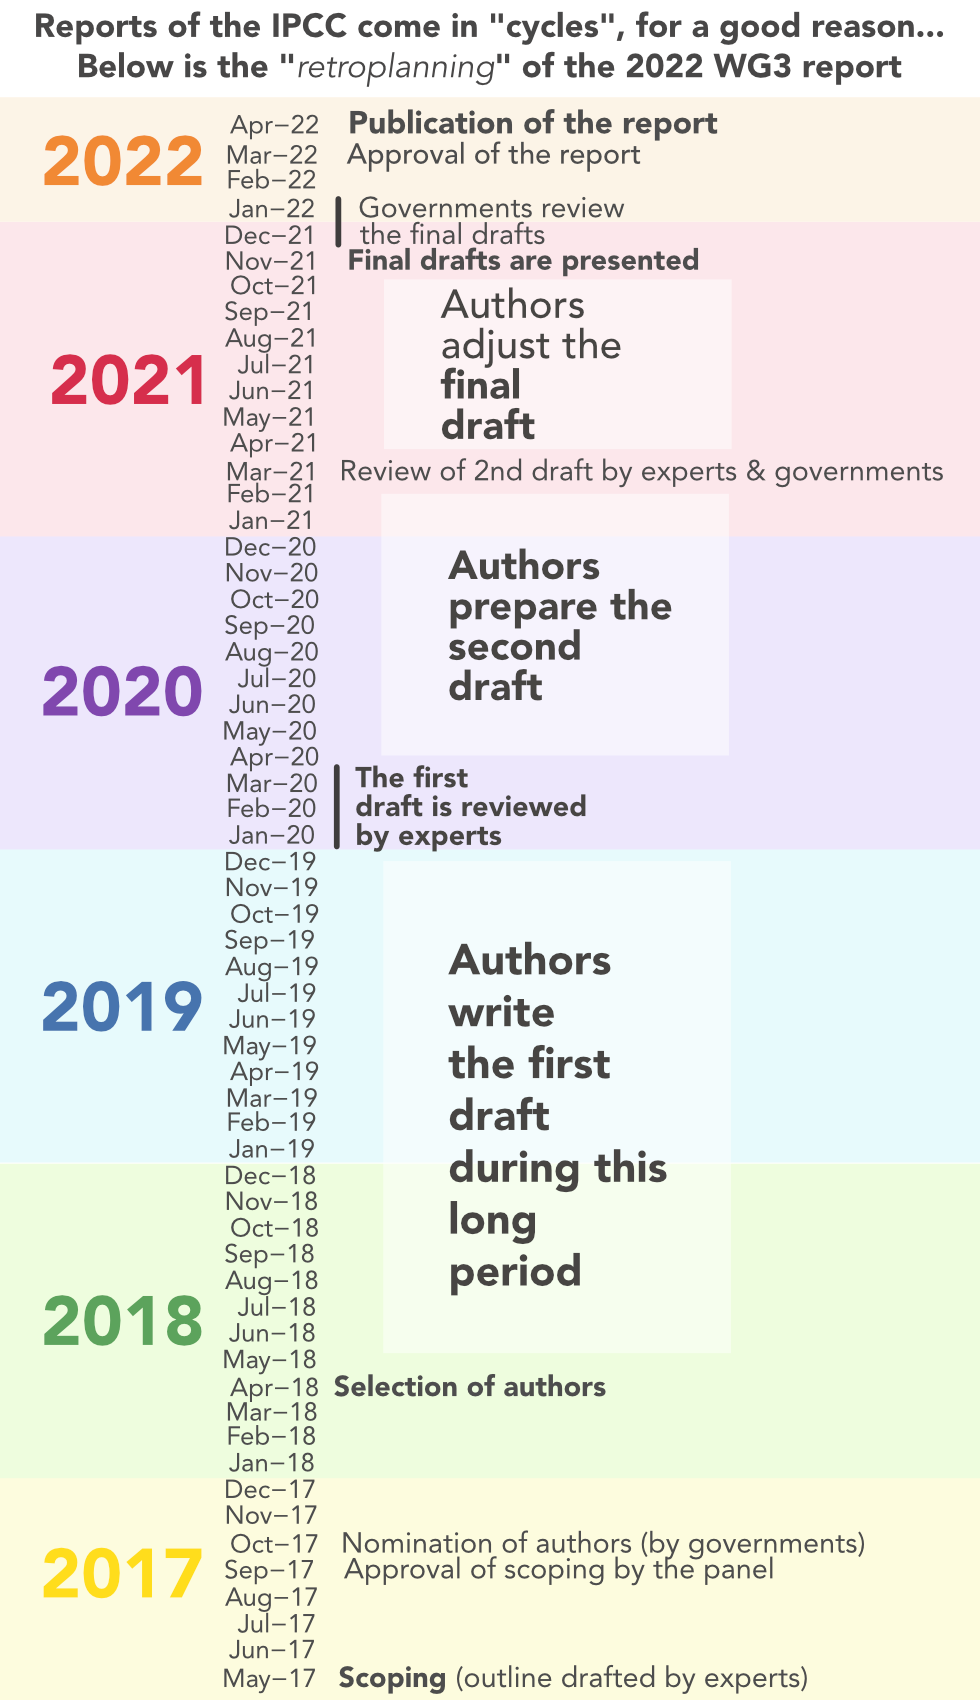 Reports of the IPCC come in "cycles", for a good reason...
Below is the "retroplanning" of the 2022 WG3 report
2022
Apr–22 Publication of the report
Mar–22 Approval of the report
Feb–22
Jan–22 Governments review
Dec–21 the final drafts
Nov–21 Final drafts are presented
2021
Oct–21
Sep–21
Aug–21
Jul–21
Jun–21
May–21
Apr–21
Authors
adjust the
final
draft
Mar–21 Review of 2nd draft by experts & governments
Feb–21
Jan–21
2020
Dec–20
Nov–20
Oct–20
Sep–20
Aug–20
Jul–20
Jun–20
May–20
Apr–20
Authors
prepare the
second
draft
Mar–20 The first
Feb–20 draft is reviewed
Jan–20 by experts
2019
Dec–19
Nov–19
Oct–19
Sep–19
Aug–19
Jul–19
Jun–19
May–19
Apr–19
Mar–19
Feb–19
Jan–19
2018
Dec–18
Nov–18
Oct–18
Sep–18
Aug–18
Jul–18
Jun–18
May–18
Authors
write
the first
draft
during this
long
period
Apr–18 Selection of authors
Mar–18
Feb–18
Jan–18
2017
Dec–17
Nov–17
Oct–17 Nomination of authors (by governments)
Sep–17 Approval of scoping by the panel
Aug–17
Jul–17
Jun–17
May–17 Scoping (outline drafted by experts)